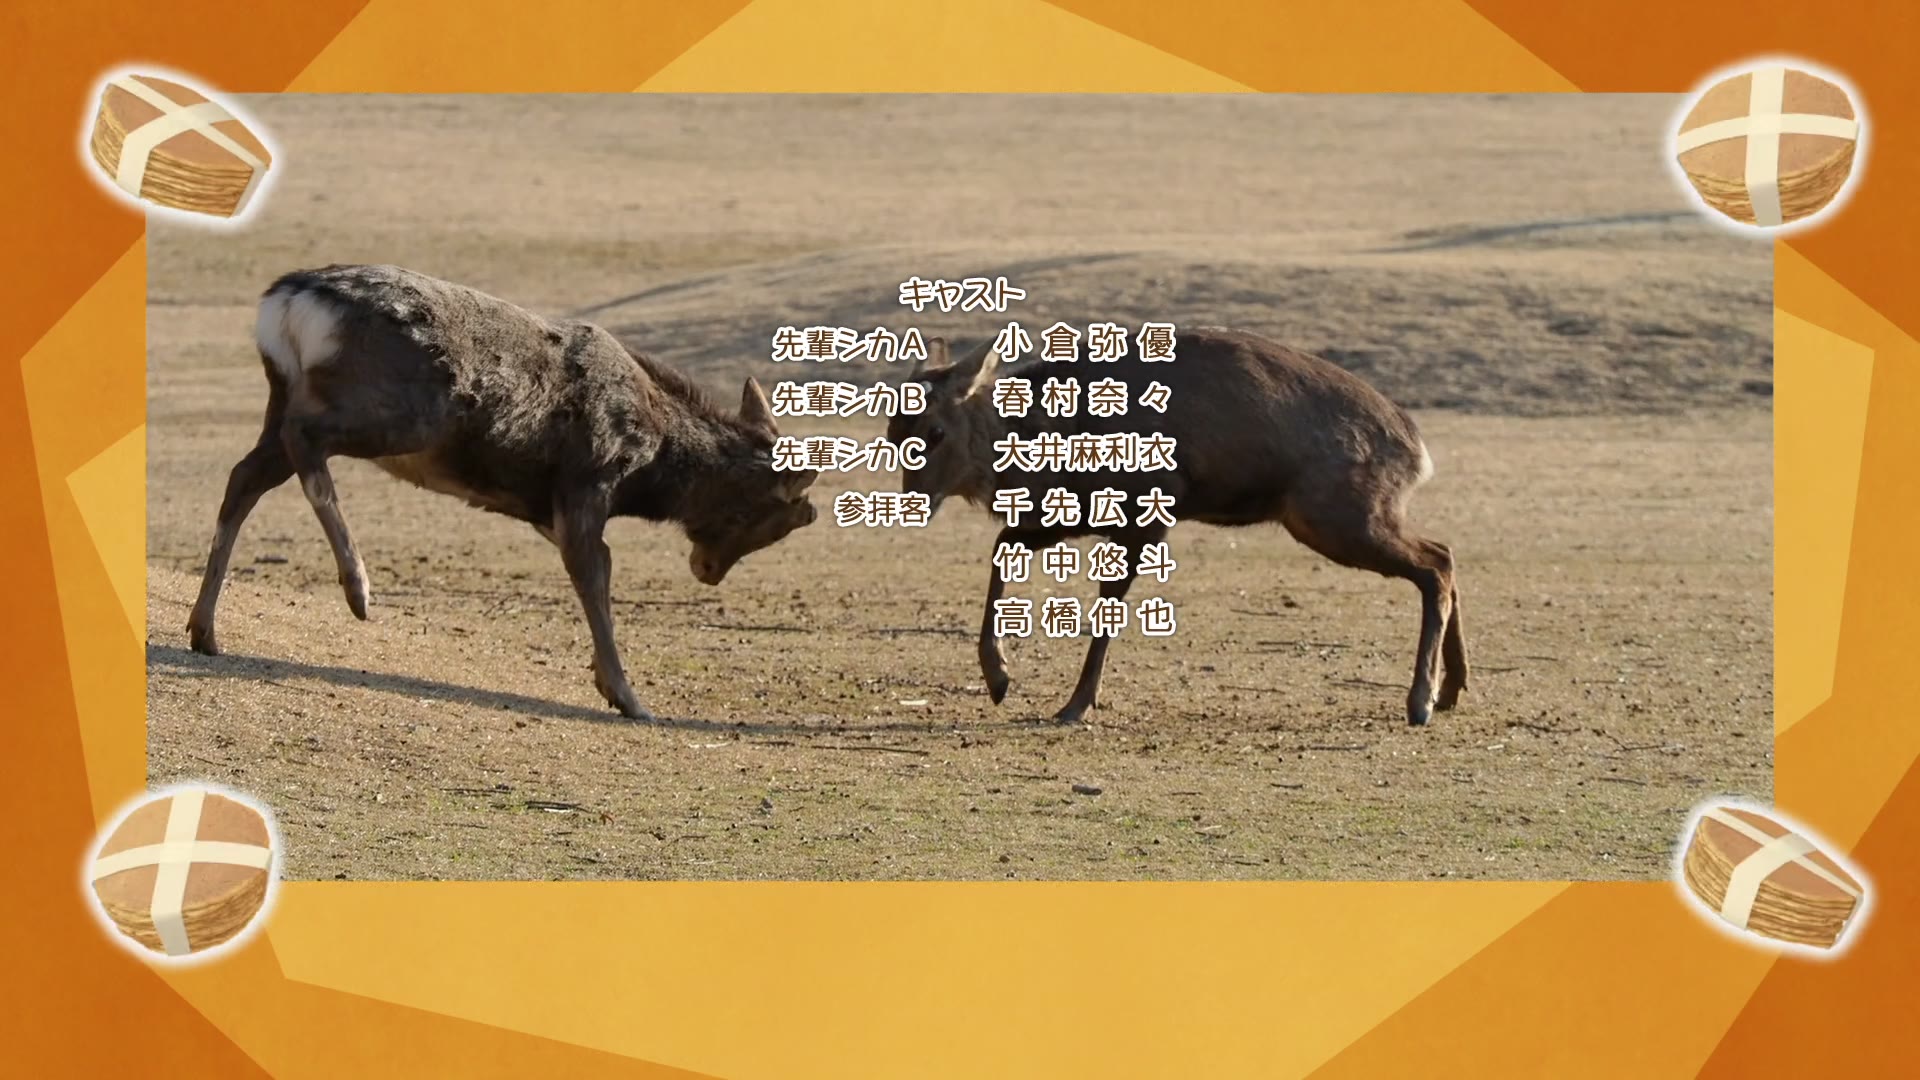 キャスト
先輩シカA 小倉弥優
先輩シカB 春村奈々
先輩シカC 大井麻利衣
参拝客 千先広大
竹中悠斗
高橋伸也